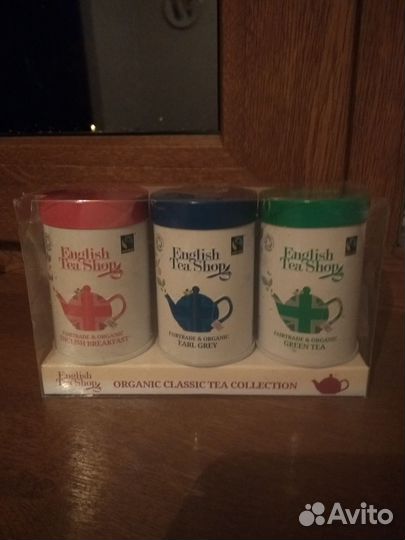 English
Tea Shop
FAIRTRADE & ORGANIC
ENGLISH BREAKFAST
English
Tea Shop
FAIRTRADE & ORGANIC
EARL GREY
English
Tea Shop
FAIRTRADE & ORGANIC
GREEN TEA
English
Tea Shop
ORGANIC CLASSIC TEA COLLECTION
Avito